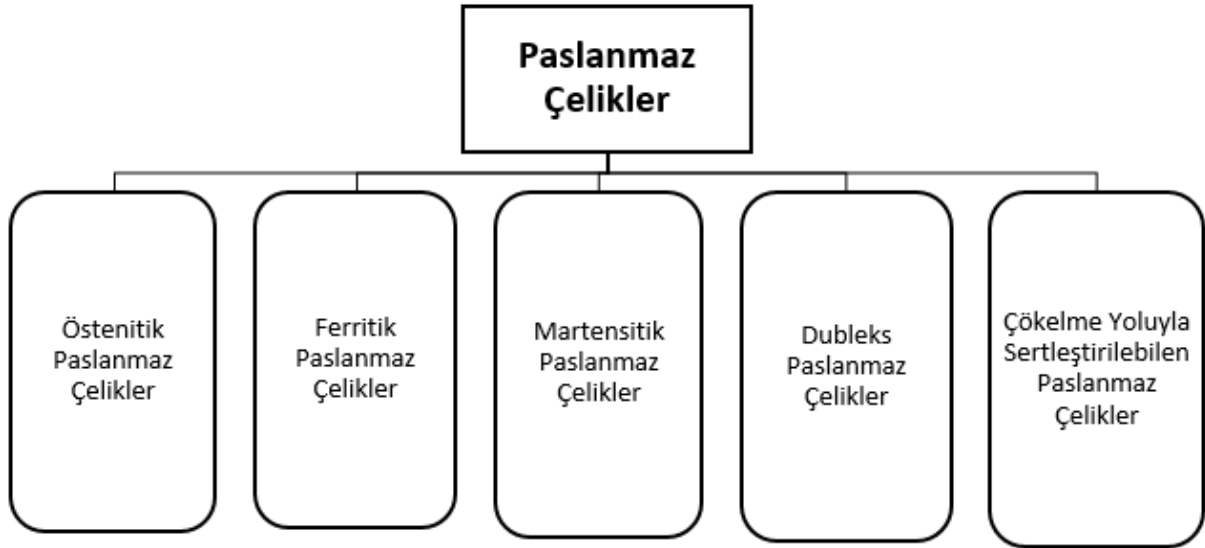 Paslanmaz
Çelikler
Östenitik
Paslanmaz
Çelikler
Ferritik
Paslanmaz
Çelikler
Martensitik
Paslanmaz
Çelikler
Dubleks
Paslanmaz
Çelikler
Çökelme Yoluyla
Sertleştirilebilen
Paslanmaz
Çelikler